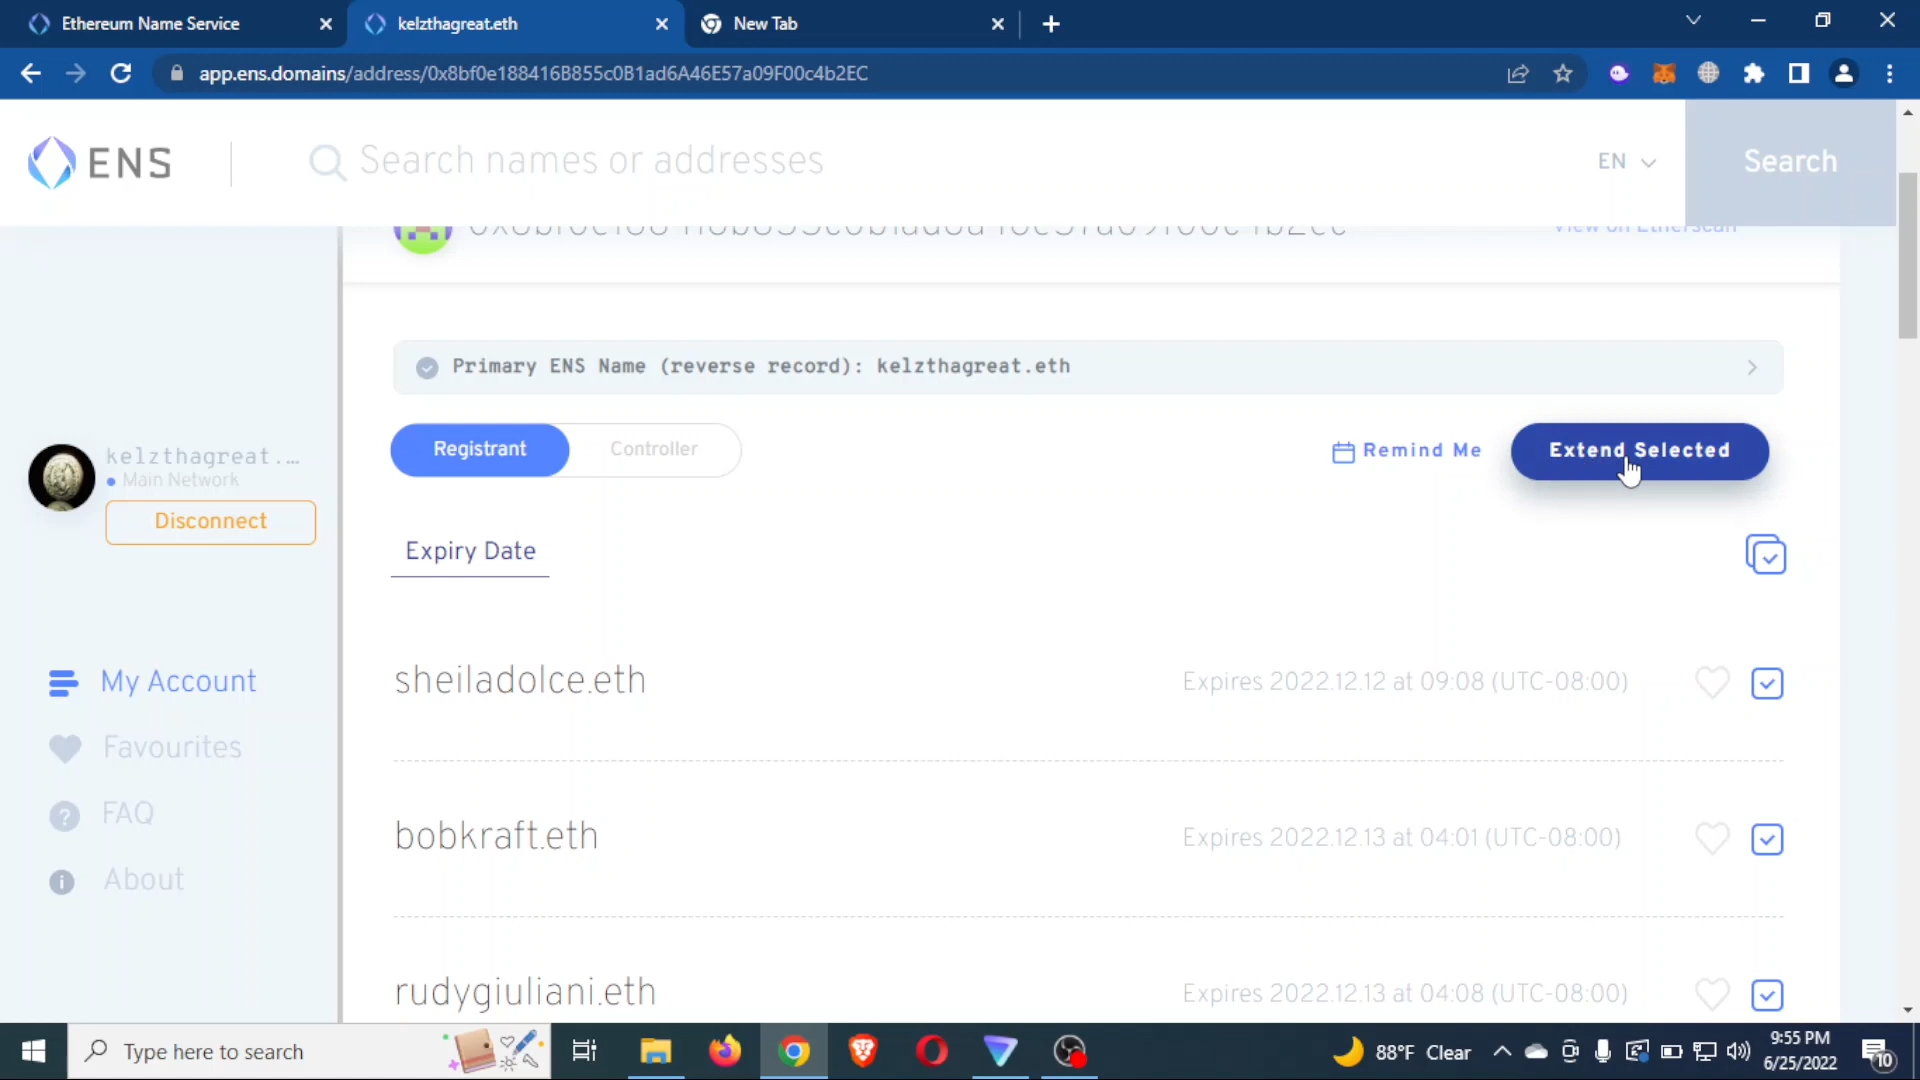 Ethereum Name Service
kelzthagreat.eth
New Tab
app.ens.domains/address/0x8bf0e188416B855c0B1ad6A46E57a09F00c4b2EC
ENS
Search names or addresses
EN
Search
Primary ENS Name (reverse record): kelzthagreat.eth
Registrant
Controller
Remind Me
Extend Selected
kelzthagreat....
Main Network
Disconnect
Expiry Date
My Account
Favourites
FAQ
About
sheiladolce.eth
Expires 2022.12.12 at 09:08 (UTC-08:00)
bobkraft.eth
Expires 2022.12.13 at 04:01 (UTC-08:00)
rudygiuliani.eth
Expires 2022.12.13 at 04:08 (UTC-08:00)
Type here to search
88°F Clear
9:55 PM
6/25/2022
10